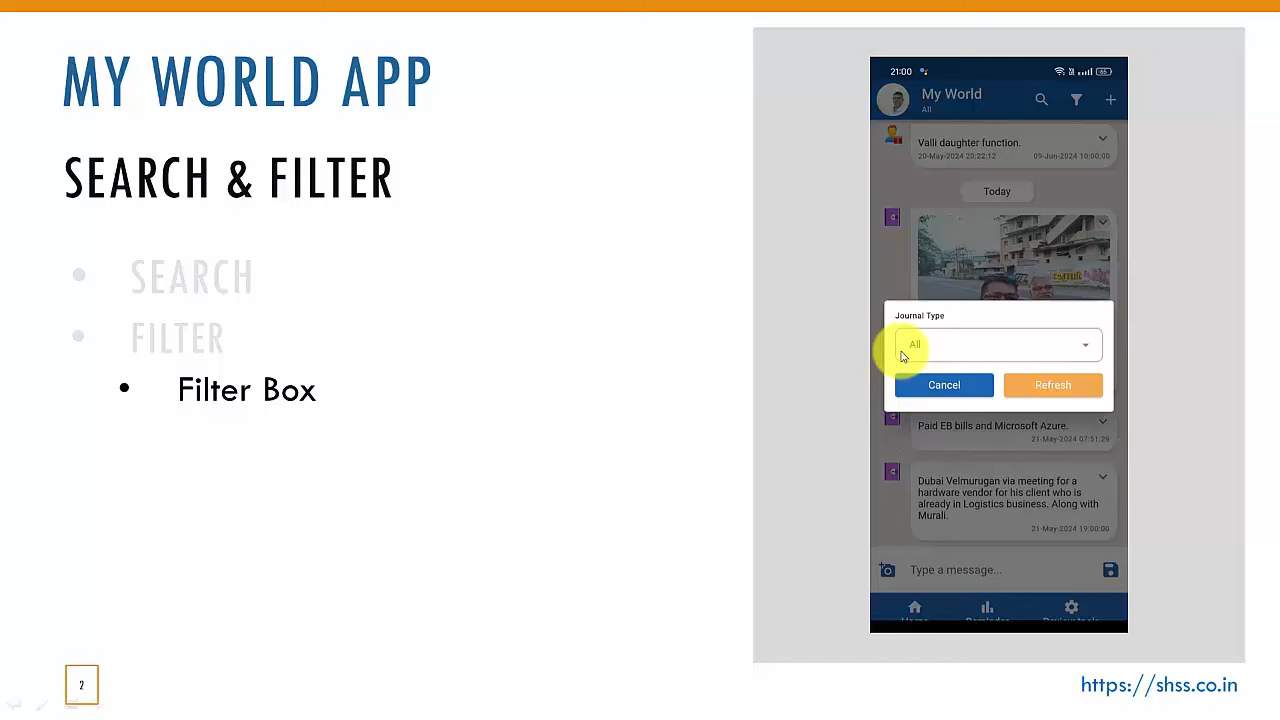 MY WORLD APP
SEARCH & FILTER
• SEARCH
• FILTER
• Filter Box
2
21:00
My World
All
Valli daughter function.
20-May-2024 20:22:12 09-Jun-2024 10:00:00
Today
Journal Type
All
Cancel Refresh
Paid EB bills and Microsoft Azure.
21-May-2024 07:51:29
Dubai Velmurugan via meeting for a
hardware vendor for his client who is
already in Logistics business. Along with
Murali.
21-May-2024 19:00:00
Type a message...
https://shss.co.in